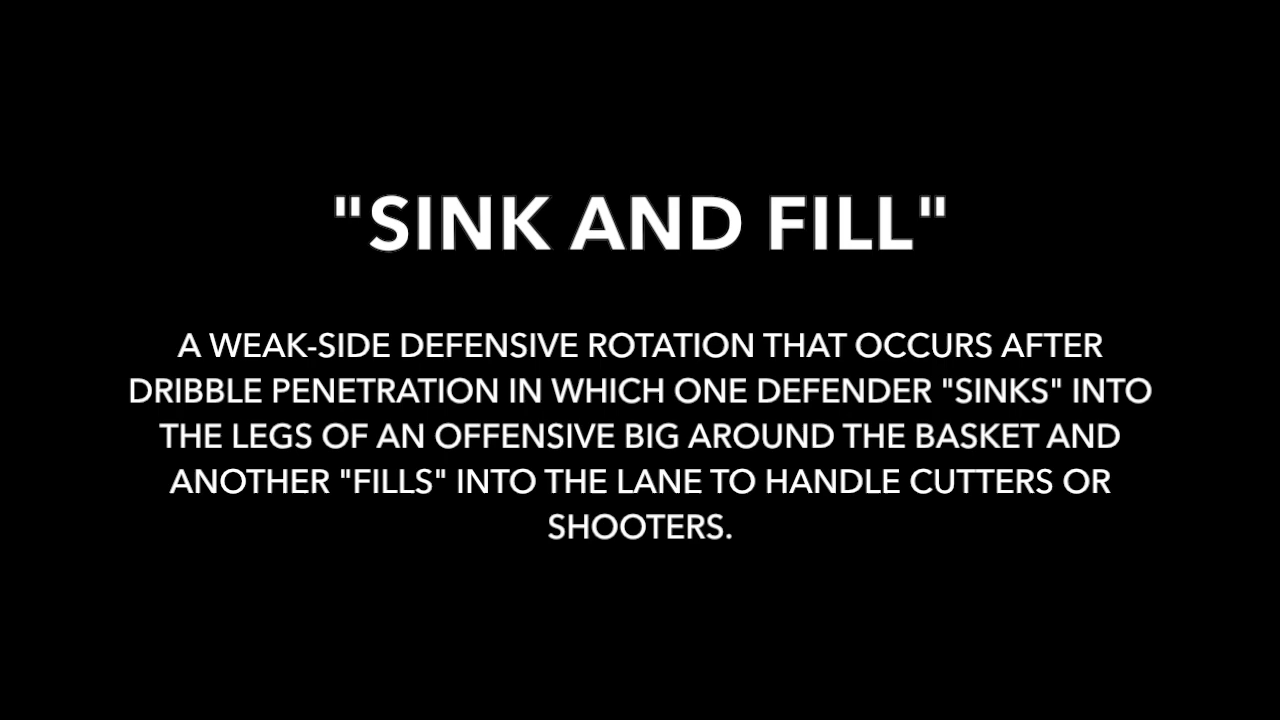 "SINK AND FILL"
A WEAK-SIDE DEFENSIVE ROTATION THAT OCCURS AFTER
DRIBBLE PENETRATION IN WHICH ONE DEFENDER "SINKS" INTO
THE LEGS OF AN OFFENSIVE BIG AROUND THE BASKET AND
ANOTHER "FILLS" INTO THE LANE TO HANDLE CUTTERS OR
SHOOTERS.